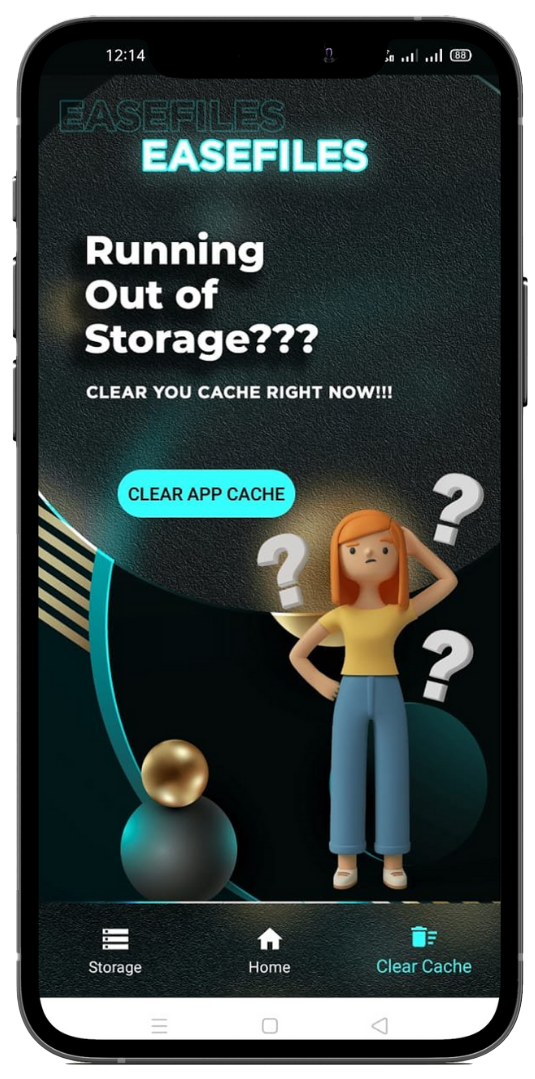 12:14
88
EASEFILES
EASEFILES
Running
Out of
Storage???
CLEAR YOU CACHE RIGHT NOW!!!
CLEAR APP CACHE
?
?
?
Storage
Home
Clear Cache